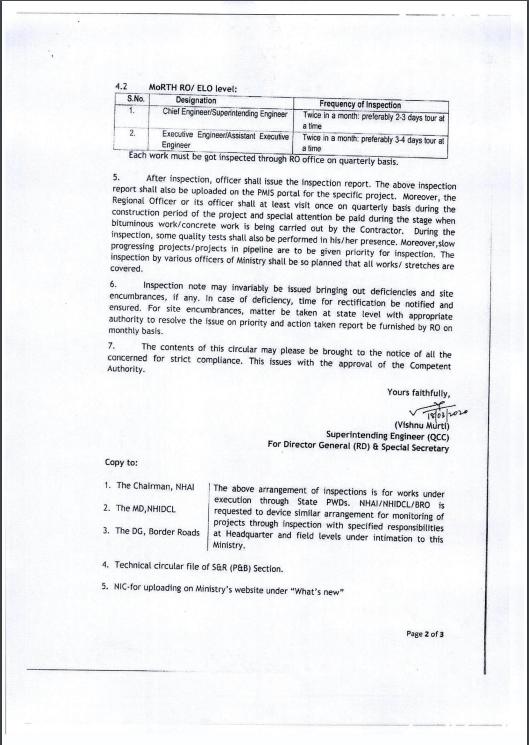 4.2 MoRTH RO/ ELO level:
S.No. Designation Frequency of Inspection
1. Chief Engineer/Superintending Engineer Twice in a month: preferably 2-3 days tour at
a time
2. Executive Engineer/Assistant Executive Twice in a month: preferably 3-4 days tour at
Engineer a time
Each work must be got inspected through RO office on quarterly basis.
5. After inspection, officer shall issue the inspection report. The above inspection
report shall also be uploaded on the PMIS portal for the specific project. Moreover, the
Regional Officer or its officer shall at least visit once on quarterly basis during the
construction period of the project and special attention be paid during the stage when
bituminous work/concrete work is being carried out by the Contractor. During the
inspection, some quality tests shall also be performed in his/her presence. Moreover,slow
progressing projects/projects in pipeline are to be given priority for inspection. The
inspection by various officers of Ministry shall be so planned that all works/ stretches are
covered.
6. Inspection note may invariably be issued bringing out deficiencies and site
encumbrances, if any. In case of deficiency, time for rectification be notified and
ensured. For site encumbrances, matter be taken at state level with appropriate
authority to resolve the issue on priority and action taken report be furnished by RO on
monthly basis.
7. The contents of this circular may please be brought to the notice of all the
concerned for strict compliance. This issues with the approval of the Competent
Authority.
Yours faithfully,
18/03/2020
(Vishnu Murti)
Superintending Engineer (QCC)
For Director General (RD) & Special Secretary
Copy to:
1. The Chairman, NHAI
2. The MD,NHIDCL
3. The DG, Border Roads
The above arrangement of inspections is for works under
execution through State PWDs. NHAI/NHIDCL/BRO is
requested to device similar arrangement for monitoring of
projects through inspection with specified responsibilities
at Headquarter and field levels under intimation to this
Ministry.
4. Technical circular file of S&R (P&B) Section.
5. NIC-for uploading on Ministry's website under "What's new"
Page 2 of 3